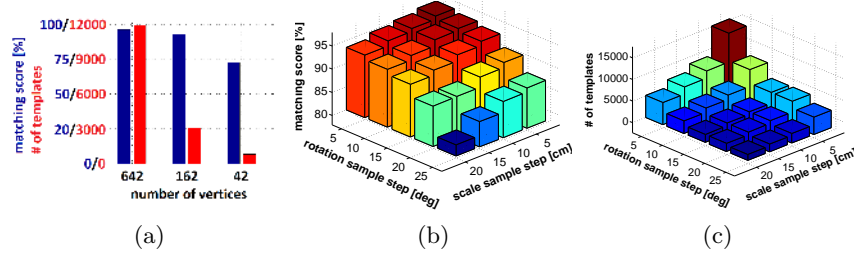 matching score [%]
# of templates
100/12000
75/9000
50/6000
20/3000
0/0
642 162 42
number of vertices
(a)
matching score [%]
95
90
85
80
5 10 15 20 25
rotation sample step [deg]
20 15 10 5
scale sample step [cm]
(b)
# of templates
15000
10000
5000
0
5 10 15 20 25
rotation sample step [deg]
20 15 10 5
scale sample step [cm]
(c)